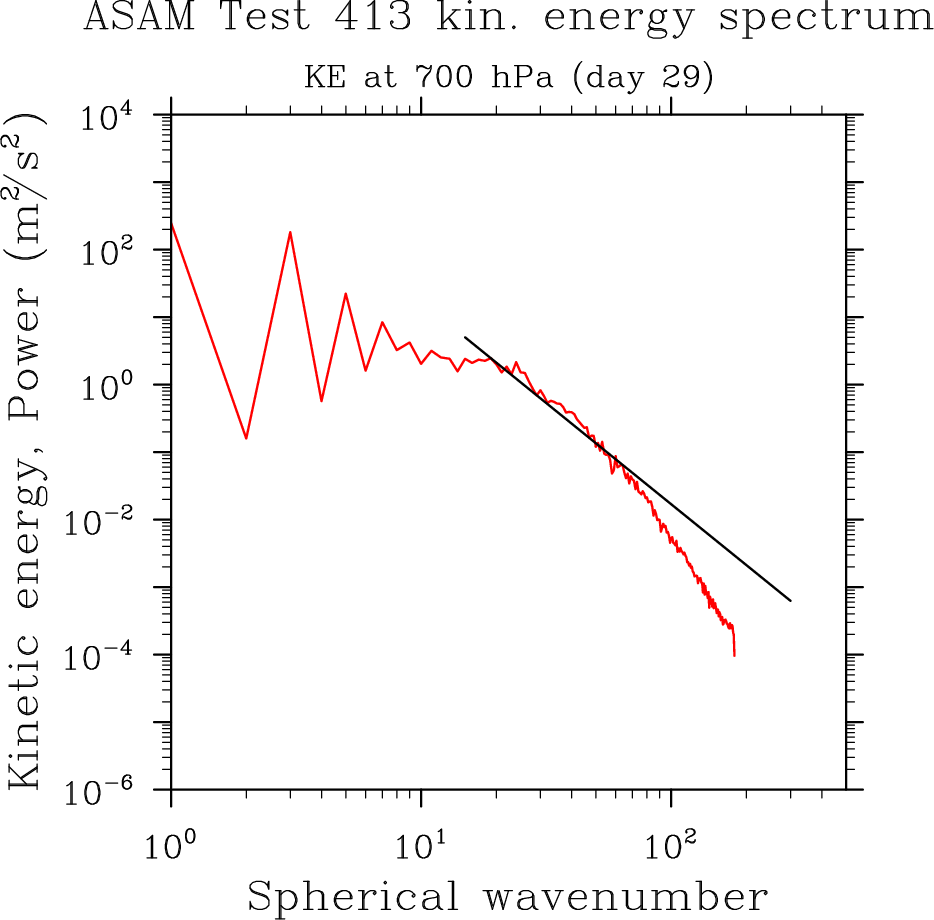 ASAM Test 413 kin. energy spectrum
KE at 700 hPa (day 29)
Kinetic energy, Power (m²/s²)
10⁴
10²
10⁰
10⁻²
10⁻⁴
10⁻⁶
10⁰ 10¹ 10²
Spherical wavenumber